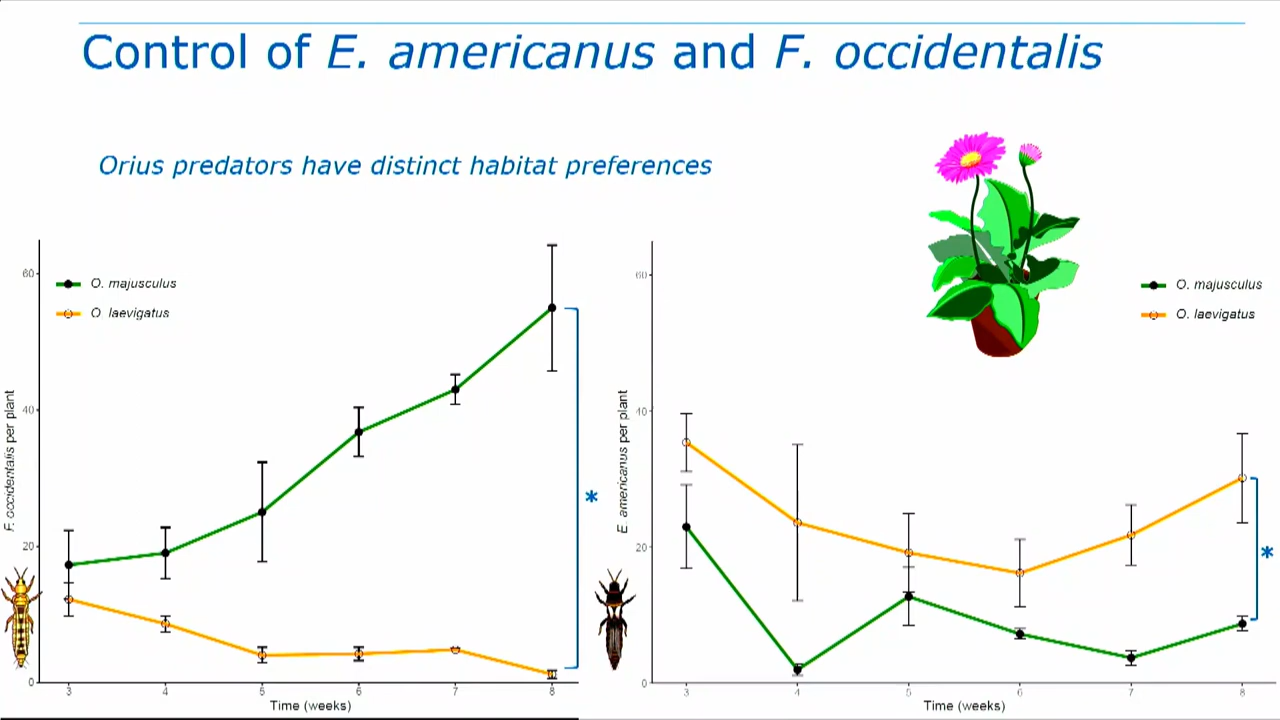 Control of E. americanus and F. occidentalis
Orius predators have distinct habitat preferences
60
40
20
0
F. occidentalis per plant
O. majusculus
O. laevigatus
*
3 4 5 6 7 8
Time (weeks)
60
40
20
0
E. americanus per plant
O. majusculus
O. laevigatus
*
3 4 5 6 7 8
Time (weeks)